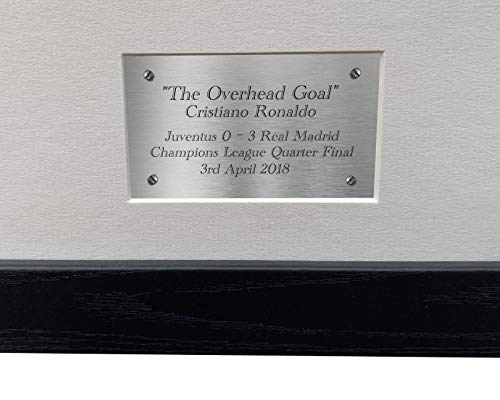 "The Overhead Goal"
Cristiano Ronaldo
Juventus 0 - 3 Real Madrid
Champions League Quarter Final
3rd April 2018